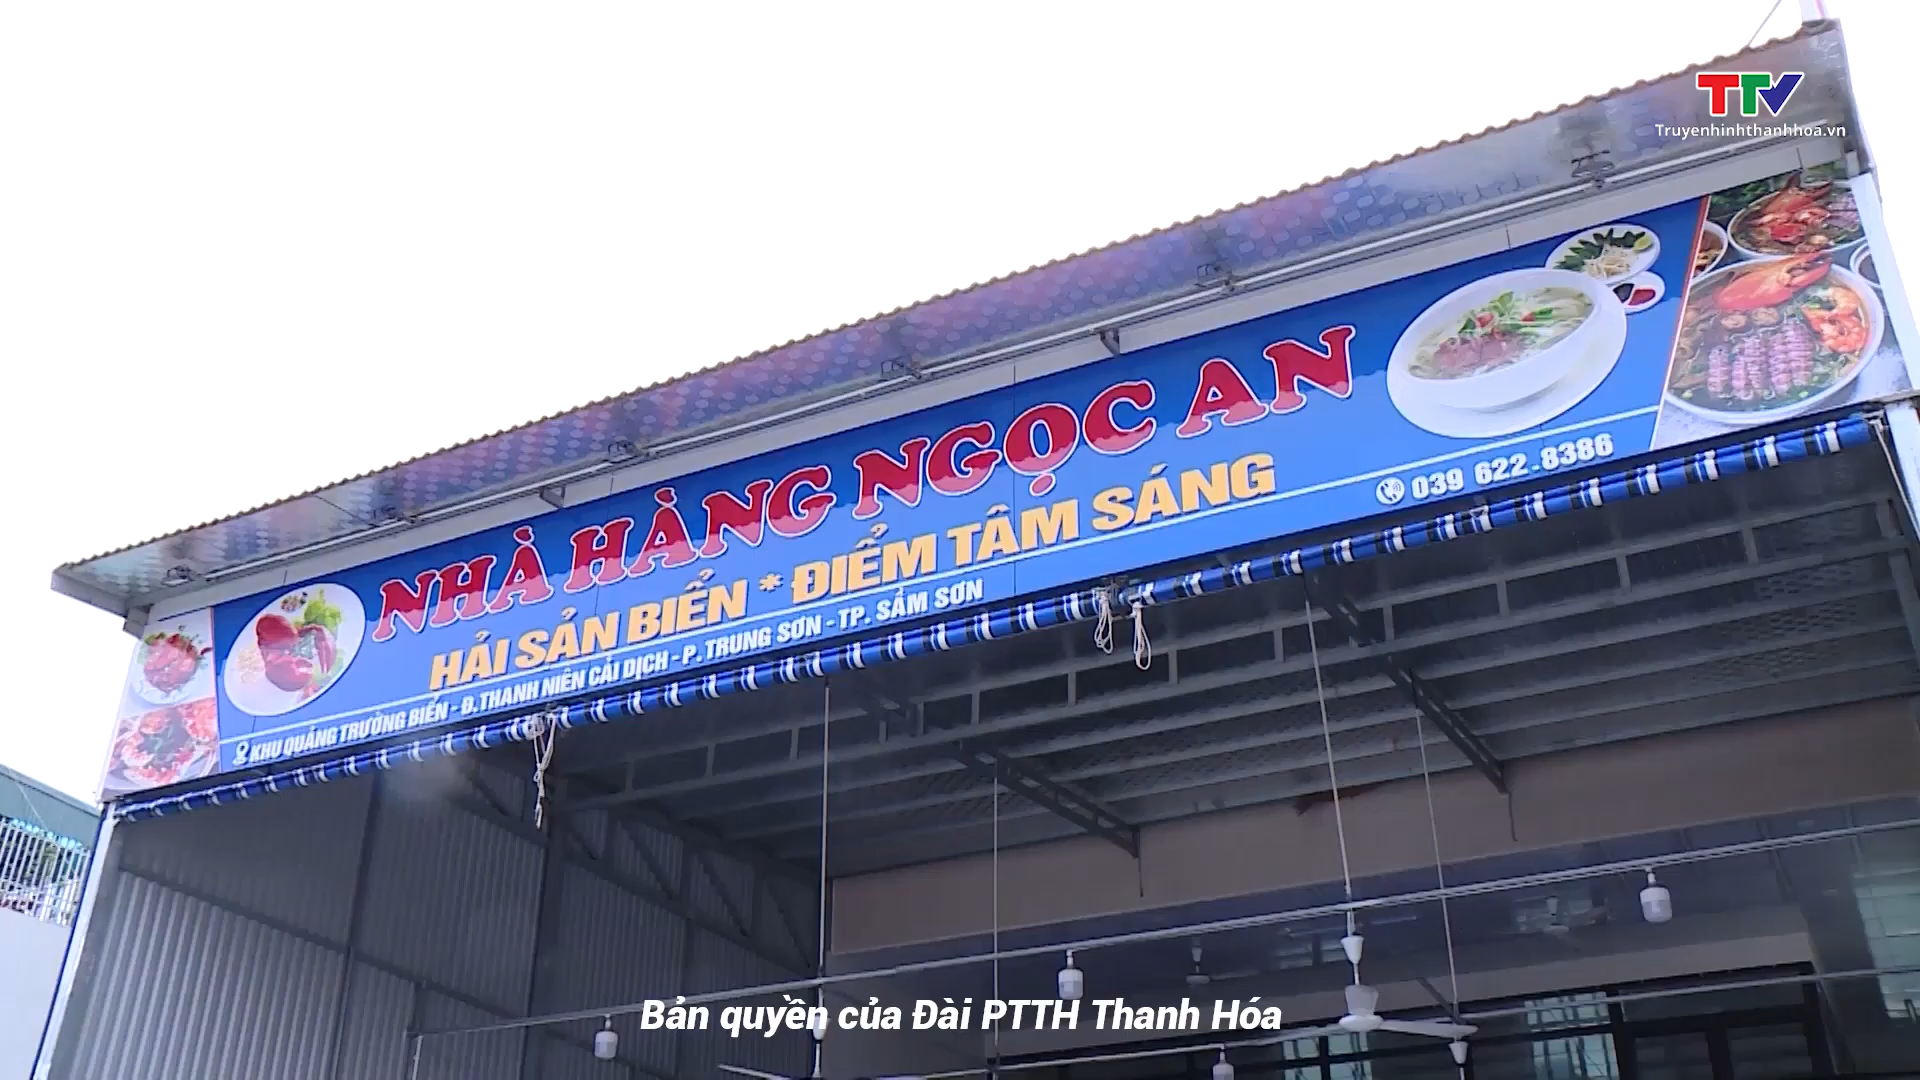 TTV
Truyenhinhthanhhoa.vn
NHÀ HÀNG NGỌC AN
HẢI SẢN BIỂN * ĐIỂM TÂM SÁNG
KHU QUẢNG TRƯỜNG BIỂN - Đ.THANH NIÊN CẢI DỊCH - P. TRUNG SƠN - TP. SẦM SƠN
039 622.8386
Bản quyền của Đài PTTH Thanh Hóa